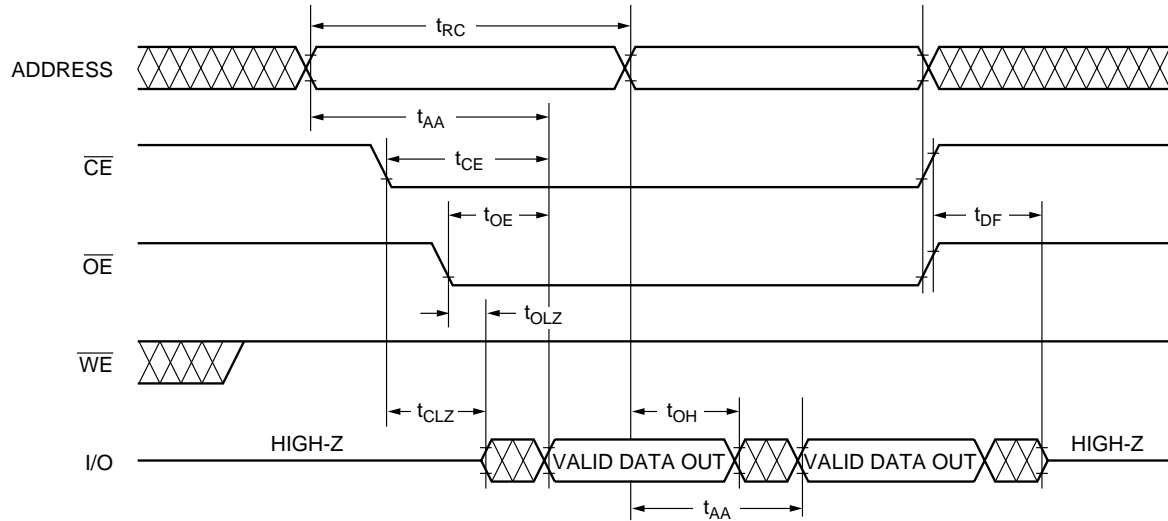 tRC
ADDRESS
tAA
CE
tCE
tOE
tDF
OE
tOLZ
WE
tCLZ
tOH
HIGH-Z
HIGH-Z
I/O
VALID DATA OUT
VALID DATA OUT
tAA